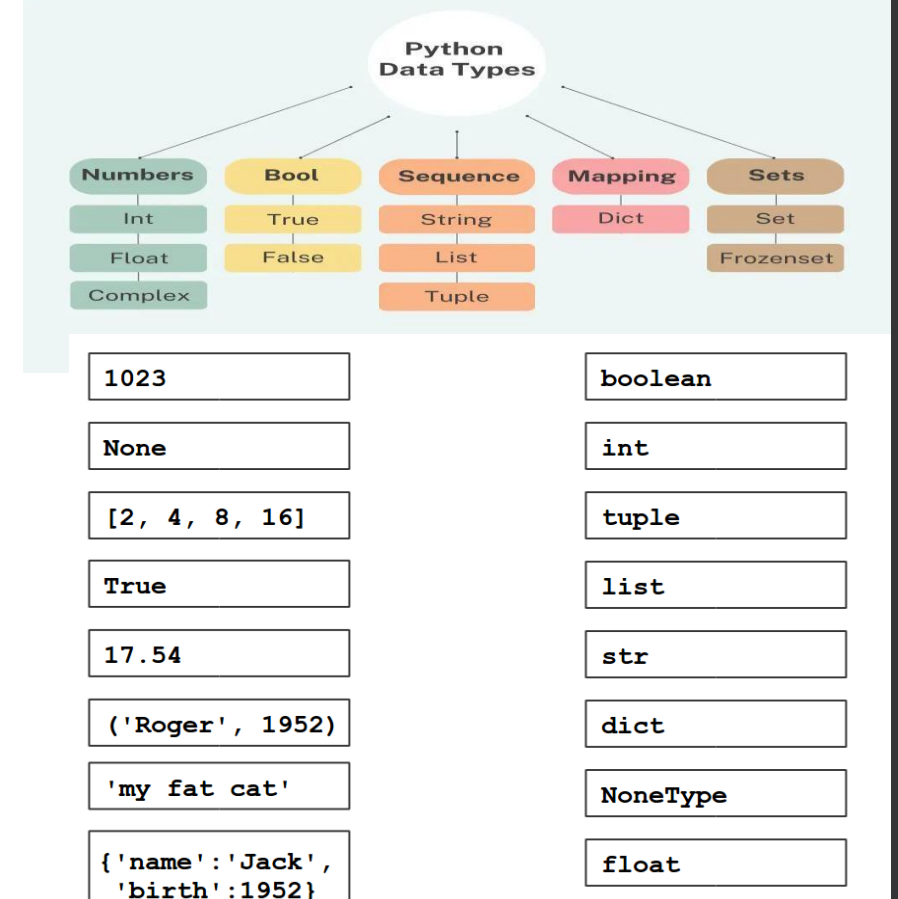 Python
Data Types
Numbers
Bool
Sequence
Mapping
Sets
Int
True
String
Dict
Set
Float
False
List
Frozenset
Complex
Tuple
1023
boolean
None
int
[2, 4, 8, 16]
tuple
True
list
17.54
str
('Roger', 1952)
dict
'my fat cat'
NoneType
{'name':'Jack',
'birth':1952}
float